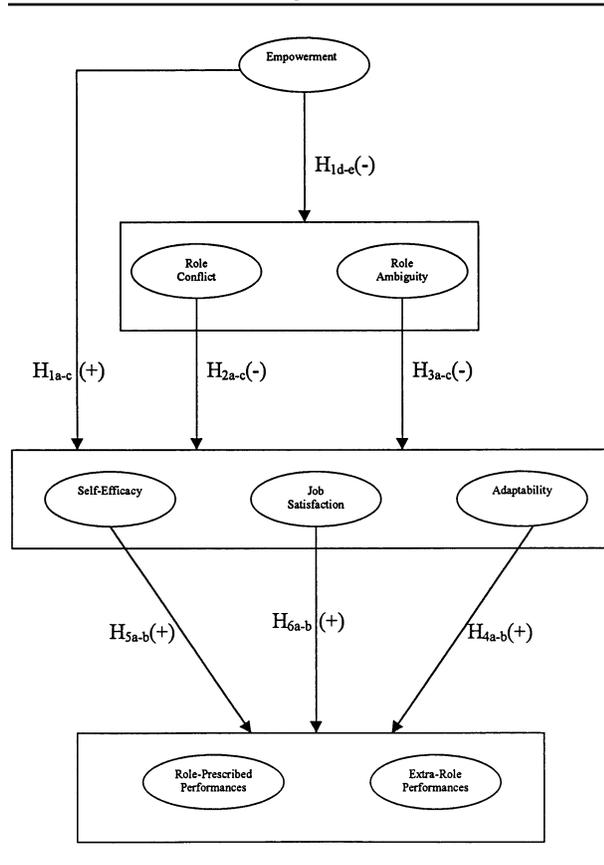 Empowerment
H1d-e(-)
Role
Conflict
Role
Ambiguity
H1a-c(+)
H2a-c(-)
H3a-c(-)
Self-Efficacy
Job
Satisfaction
Adaptability
H5a-b(+)
H6a-b(+)
H4a-b(+)
Role-Prescribed
Performances
Extra-Role
Performances